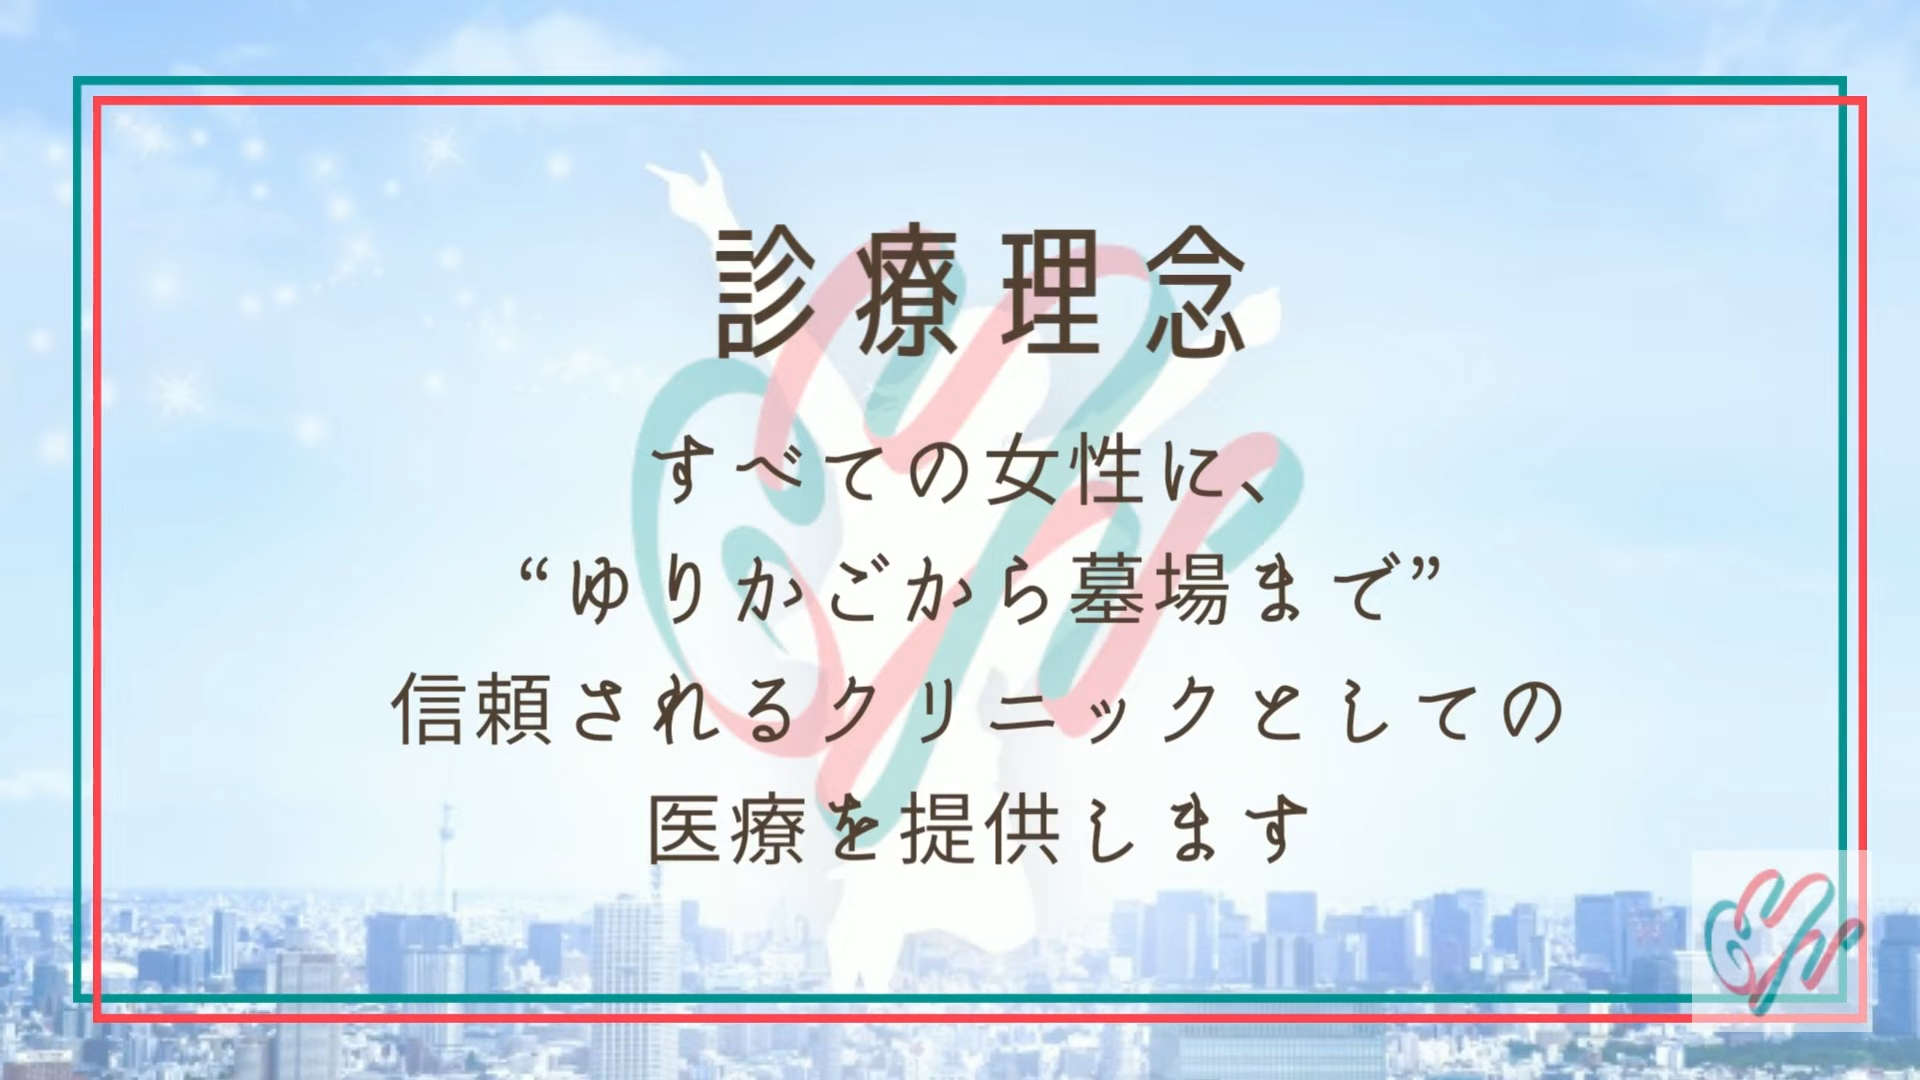 診療理念
すべての女性に、
“ゆりかごから墓場まで”
信頼されるクリニックとしての
医療を提供します